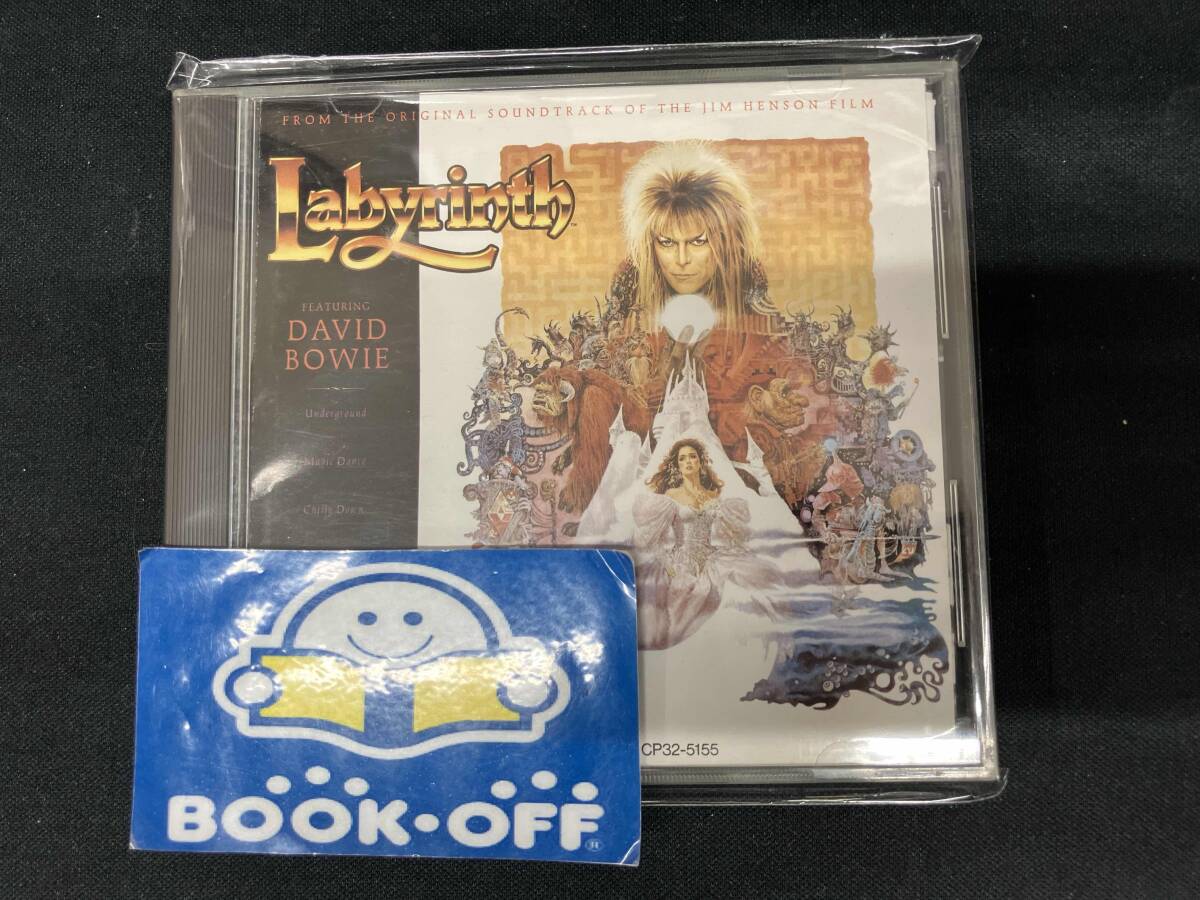 FROM THE ORIGINAL SOUNDTRACK OF THE JIM HENSON FILM
Labyrinth™
FEATURING
DAVID
BOWIE
Underground
Magic Dance
Chilly Down
CP32-5155
BOOK-OFF®